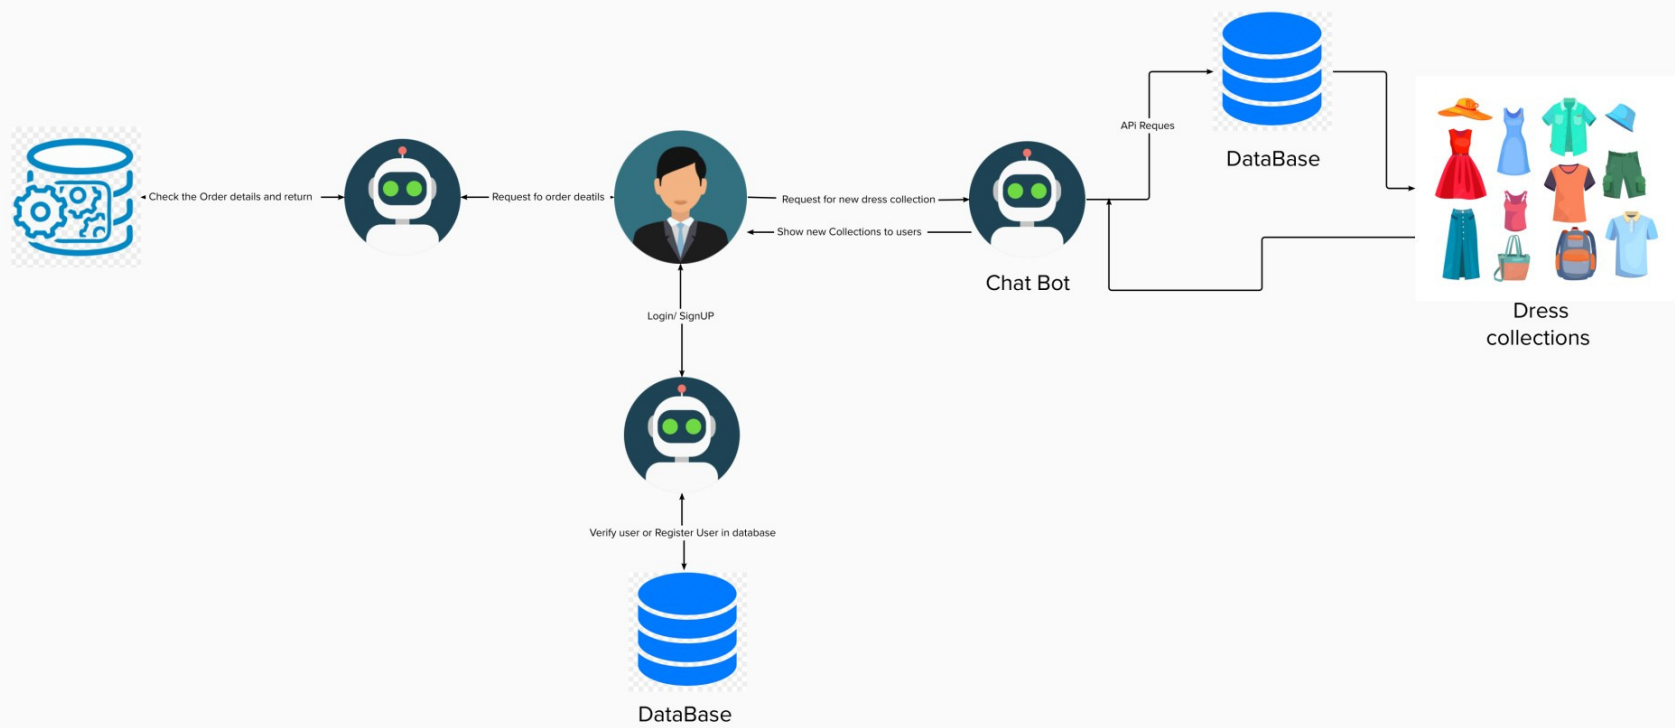 APi Reques
DataBase
Check the Order details and return
Request fo order deatils
Request for new dress collection
Show new Collections to users
Chat Bot
Dress
collections
Login/ SignUP
Verify user or Register User in database
DataBase